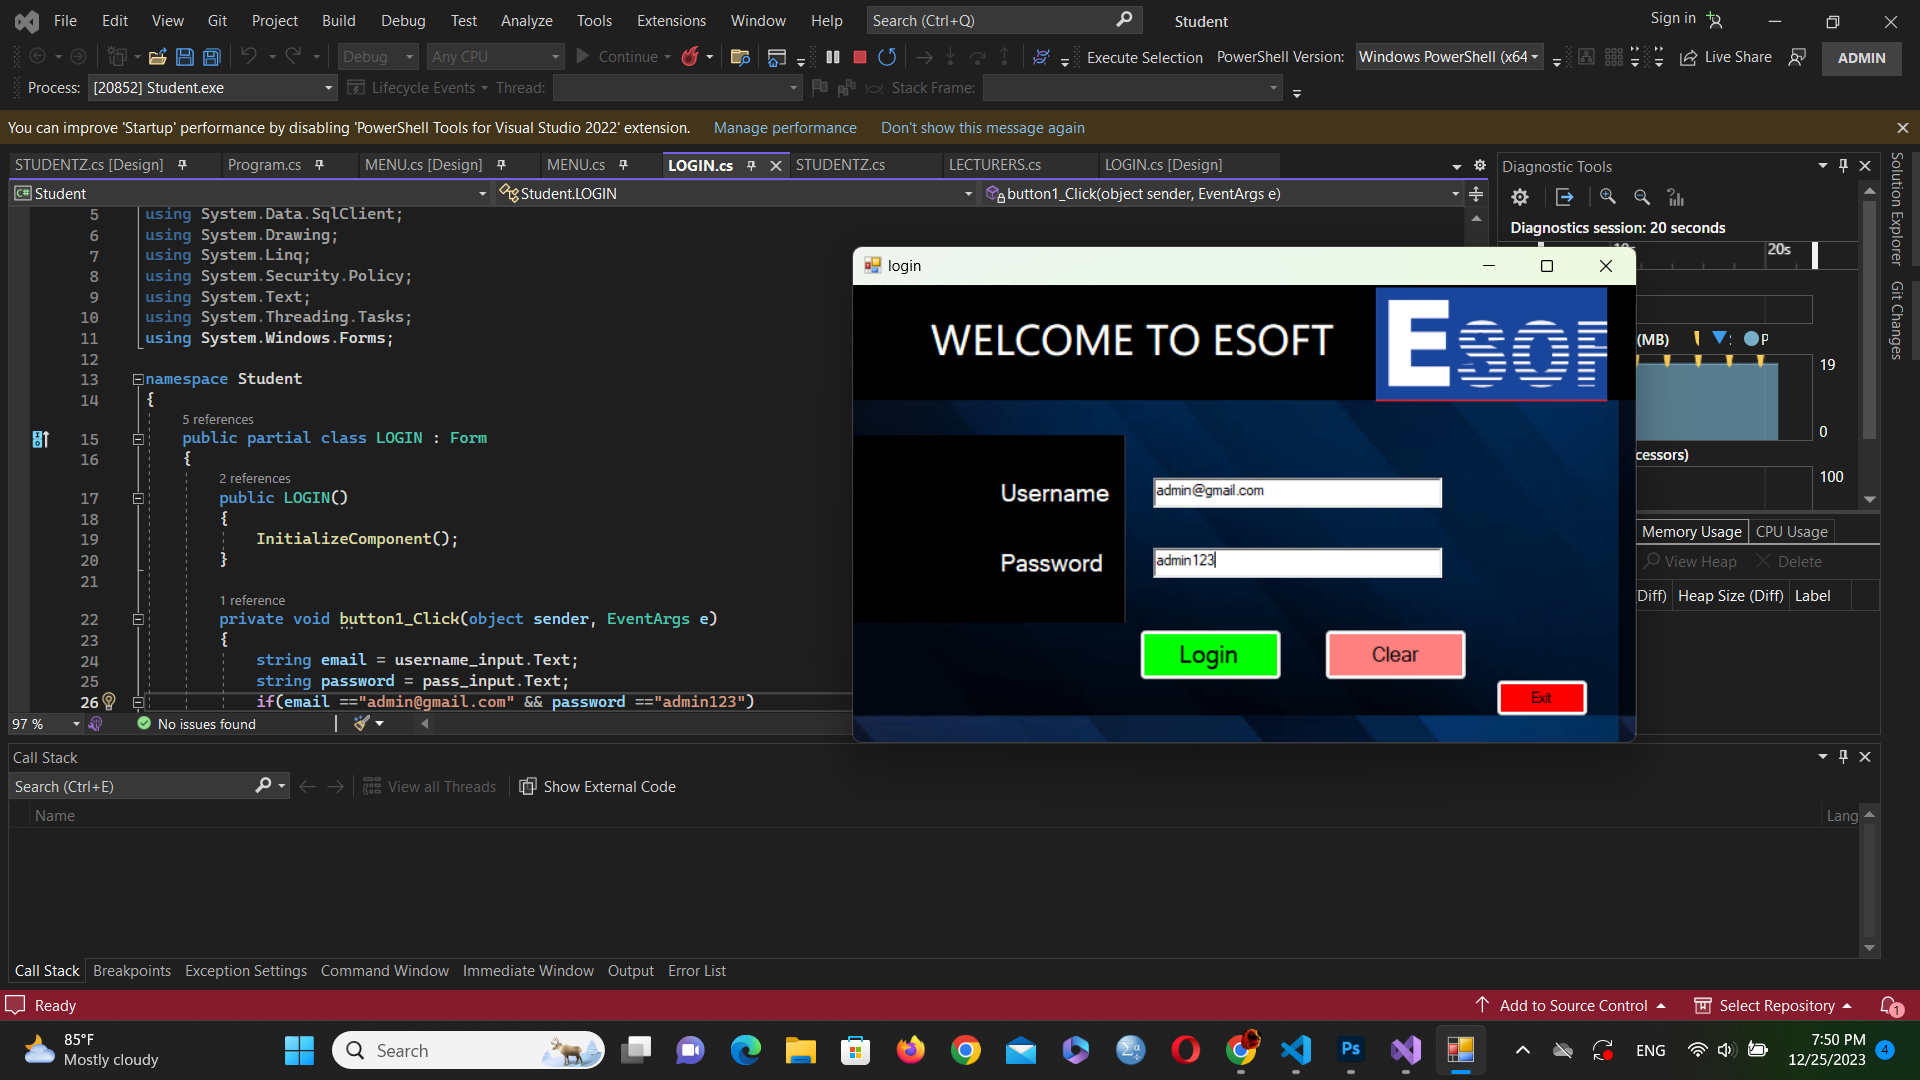 File Edit View Git Project Build Debug Test Analyze Tools Extensions Window Help Search (Ctrl+Q) Student Sign in
Debug Any CPU Continue Execute Selection PowerShell Version: Windows PowerShell (x64 Live Share ADMIN
Process: [20852] Student.exe Lifecycle Events Thread: Stack Frame:
You can improve 'Startup' performance by disabling 'PowerShell Tools for Visual Studio 2022' extension. Manage performance Don't show this message again
STUDENTZ.cs [Design] Program.cs MENU.cs [Design] MENU.cs LOGIN.cs STUDENTZ.cs LECTURERS.cs LOGIN.cs [Design]
Student Student.LOGIN button1_Click(object sender, EventArgs e)
5 using System.Data.SqlClient;
6 using System.Drawing;
7 using System.Linq;
8 using System.Security.Policy;
9 using System.Text;
10 using System.Threading.Tasks;
11 using System.Windows.Forms;
12
13 namespace Student
14 {
5 references
15 public partial class LOGIN : Form
16 {
2 references
17 public LOGIN()
18 {
19 InitializeComponent();
20 }
21
1 reference
22 private void button1_Click(object sender, EventArgs e)
23 {
24 string email = username_input.Text;
25 string password = pass_input.Text;
26 if(email =="admin@gmail.com" && password =="admin123")
97 % No issues found
login
WELCOME TO ESOFT
ESOF
Username admin@gmail.com
Password admin123
Login Clear
Exit
Diagnostic Tools
Diagnostics session: 20 seconds
20s
(MB) P
19
0
cessors)
100
Memory Usage CPU Usage
View Heap Delete
(Diff) Heap Size (Diff) Label
Solution Explorer
Git Changes
Call Stack
Search (Ctrl+E) View all Threads Show External Code
Name Lang
Call Stack Breakpoints Exception Settings Command Window Immediate Window Output Error List
Ready Add to Source Control Select Repository 1
85°F
Mostly cloudy
Search
Ps
ENG
7:50 PM
12/25/2023
4